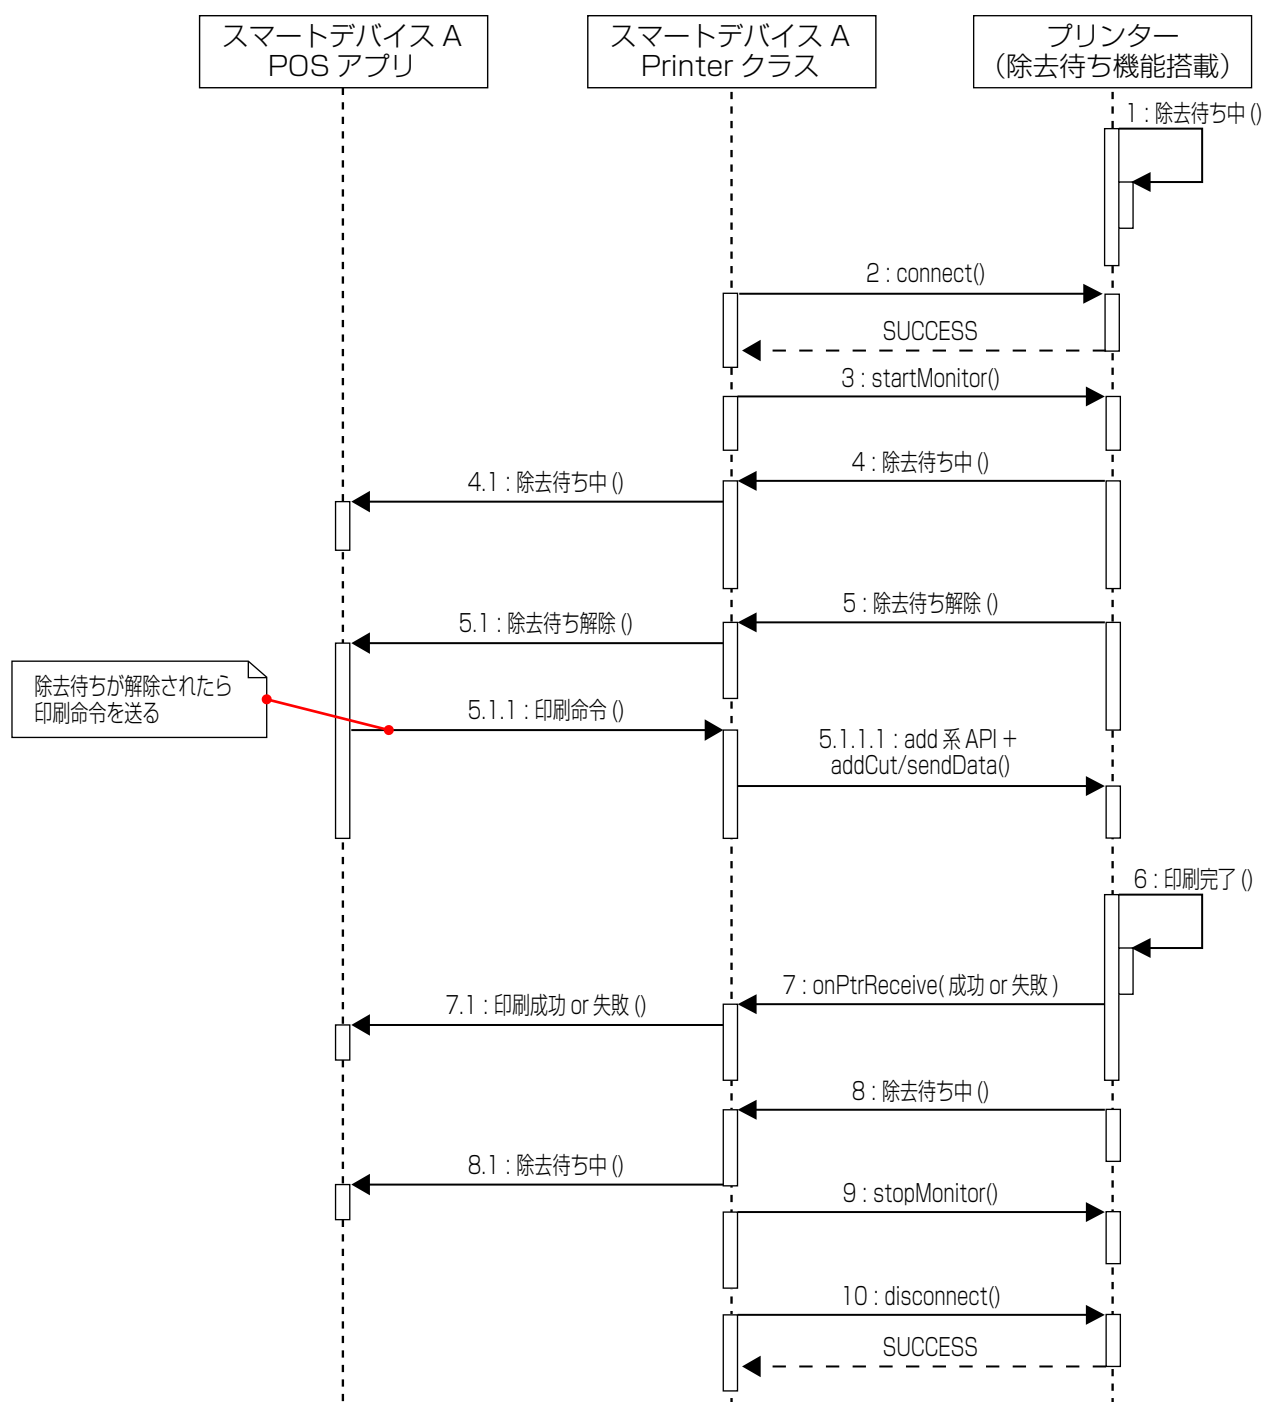 スマートデバイス A
POS アプリ
スマートデバイス A
Printer クラス
プリンター
（除去待ち機能搭載）
1 : 除去待ち中 ()
2 : connect()
SUCCESS
3 : startMonitor()
4 : 除去待ち中 ()
4.1 : 除去待ち中 ()
5 : 除去待ち解除 ()
5.1 : 除去待ち解除 ()
除去待ちが解除されたら
印刷命令を送る
5.1.1 : 印刷命令 ()
5.1.1.1 : add 系 API +
addCut/sendData()
6 : 印刷完了 ()
7 : onPtrReceive( 成功 or 失敗 )
7.1 : 印刷成功 or 失敗 ()
8 : 除去待ち中 ()
8.1 : 除去待ち中 ()
9 : stopMonitor()
10 : disconnect()
SUCCESS